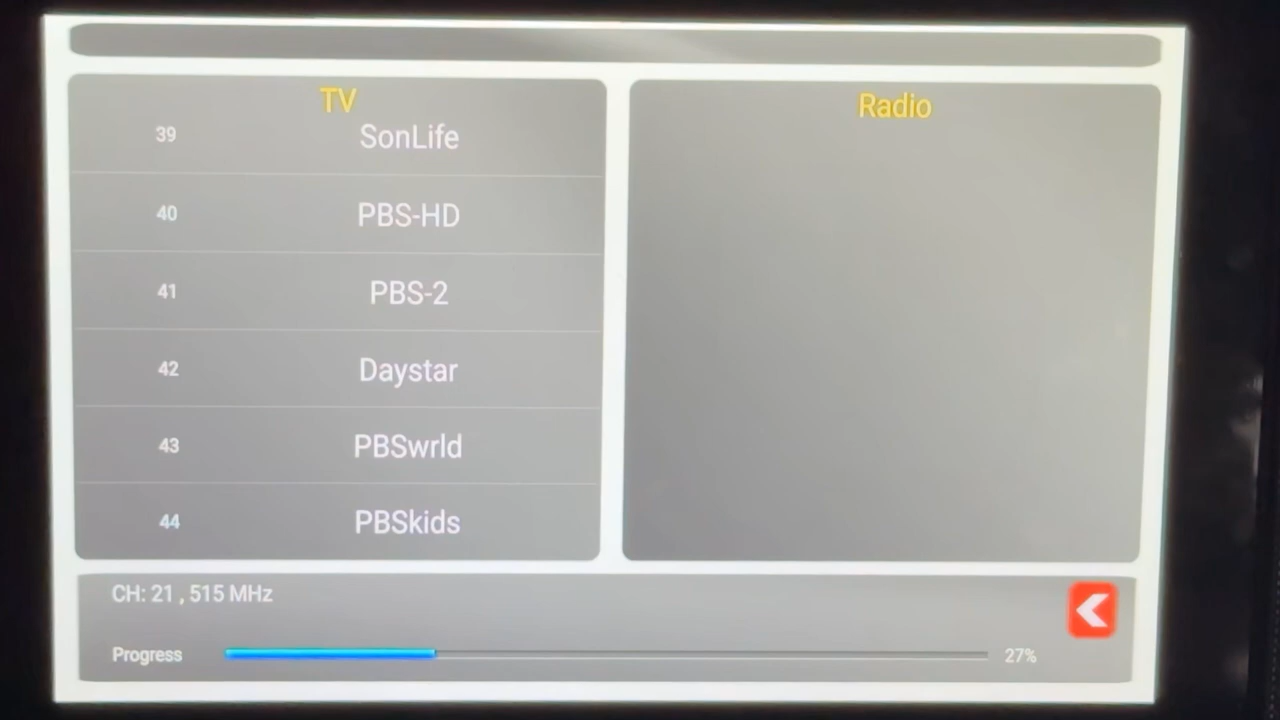 TV
39 SonLife
40 PBS-HD
41 PBS-2
42 Daystar
43 PBSwrld
44 PBSkids
Radio
CH: 21 , 515 MHz
Progress 27%